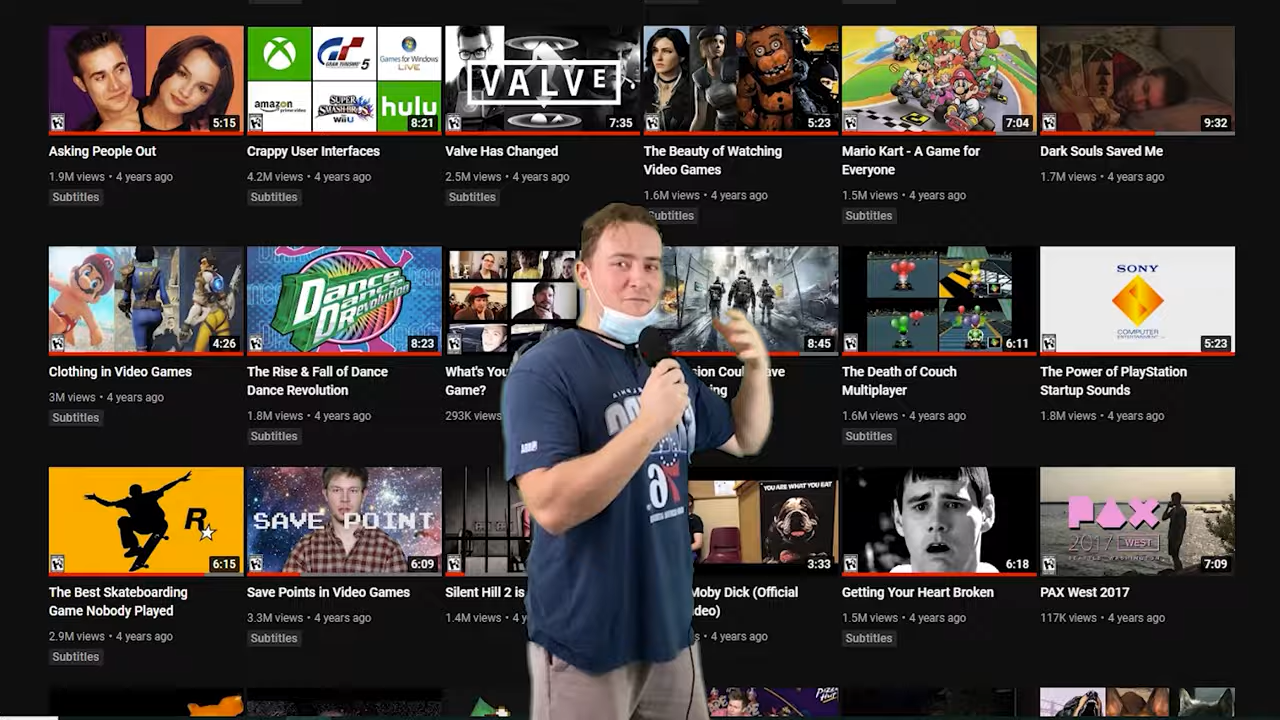 GRAN TURISMO 5
Games for Windows
LIVE
VALVE
amazon
prime video
SUPER
SMASH BROS
WiiU
hulu
5:15
8:21
7:35
5:23
7:04
9:32
Asking People Out
Crappy User Interfaces
Valve Has Changed
The Beauty of Watching
Video Games
Mario Kart - A Game for
Everyone
Dark Souls Saved Me
1.9M views • 4 years ago
4.2M views • 4 years ago
2.5M views • 4 years ago
1.6M views • 4 years ago
1.5M views • 4 years ago
1.7M views • 4 years ago
Subtitles
Subtitles
Subtitles
Subtitles
Subtitles
Dance
Dance
Revolution
SONY
COMPUTER
ENTERTAINMENT
4:26
8:23
8:45
6:11
5:23
Clothing in Video Games
The Rise & Fall of Dance
Dance Revolution
What's
Game?
The Death of Couch
Multiplayer
The Power of PlayStation
Startup Sounds
3M views • 4 years ago
1.8M views • 4 years ago
293K views
1.6M views • 4 years ago
1.8M views • 4 years ago
Subtitles
Subtitles
Subtitles
R
SAVE POINT
YOU ARE WHAT YOU EAT
PAX
2017 WEST
6:15
6:09
3:33
6:18
7:09
The Best Skateboarding
Game Nobody Played
Save Points in Video Games
Silent Hill 2 is
Moby Dick (Official
Getting Your Heart Broken
PAX West 2017
2.9M views • 4 years ago
3.3M views • 4 years ago
1.4M views
4 years ago
1.5M views • 4 years ago
117K views • 4 years ago
Subtitles
Subtitles
Subtitles